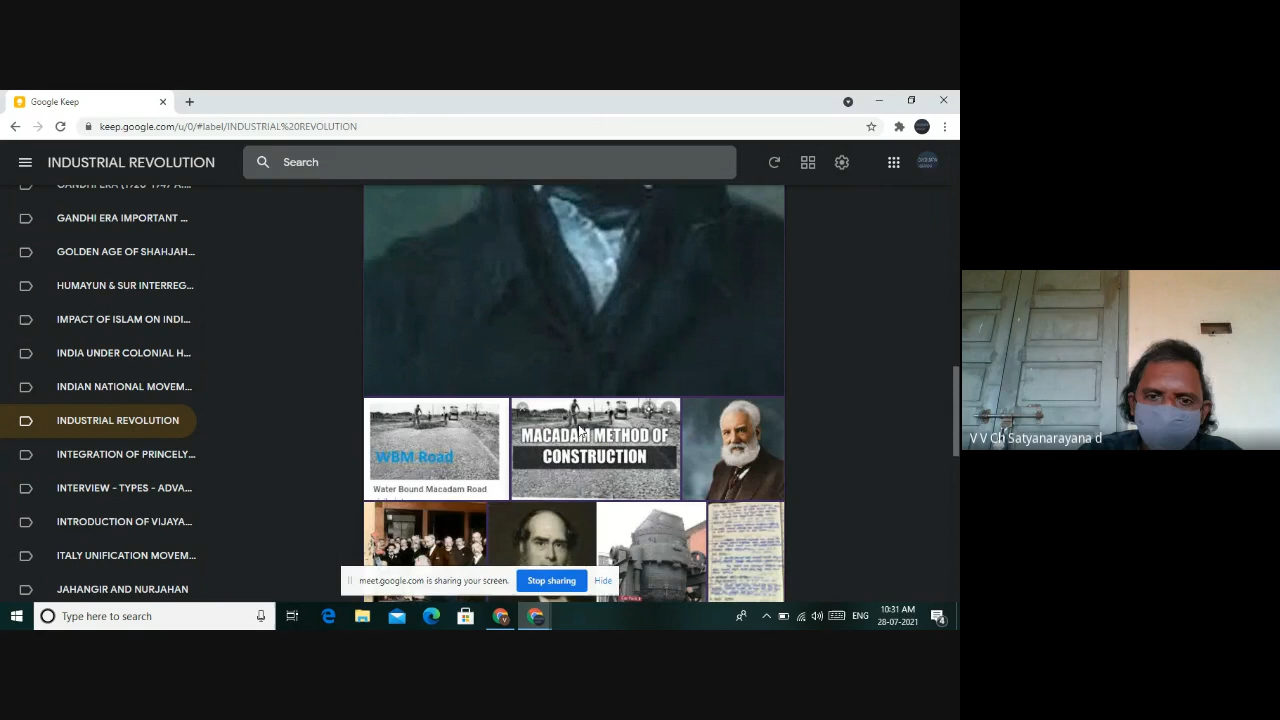 Google Keep
keep.google.com/u/0/#label/INDUSTRIAL%20REVOLUTION
INDUSTRIAL REVOLUTION
Search
GANDHI ERA IMPORTANT ...
GOLDEN AGE OF SHAHJAH...
HUMAYUN & SUR INTERREG...
IMPACT OF ISLAM ON INDI...
INDIA UNDER COLONIAL H...
INDIAN NATIONAL MOVEM...
INDUSTRIAL REVOLUTION
INTEGRATION OF PRINCELY...
INTERVIEW - TYPES - ADVA...
INTRODUCTION OF VIJAYA...
ITALY UNIFICATION MOVEM...
JAHANGIR AND NURJAHAN
WBM Road
Water Bound Macadam Road
MACADAM METHOD OF
CONSTRUCTION
meet.google.com is sharing your screen.
Stop sharing
Hide
V V Ch Satyanarayana d
Type here to search
ENG
10:31 AM
28-07-2021
4